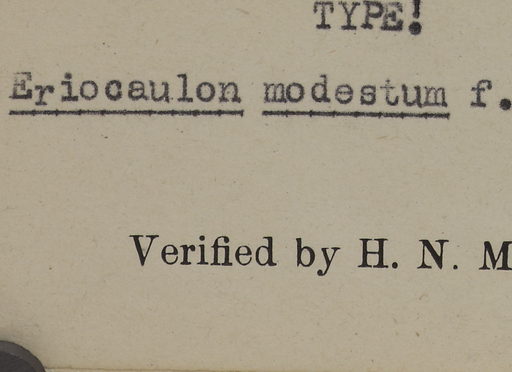 TYPE!
Eriocaulon modestum f.
Verified by H. N. M